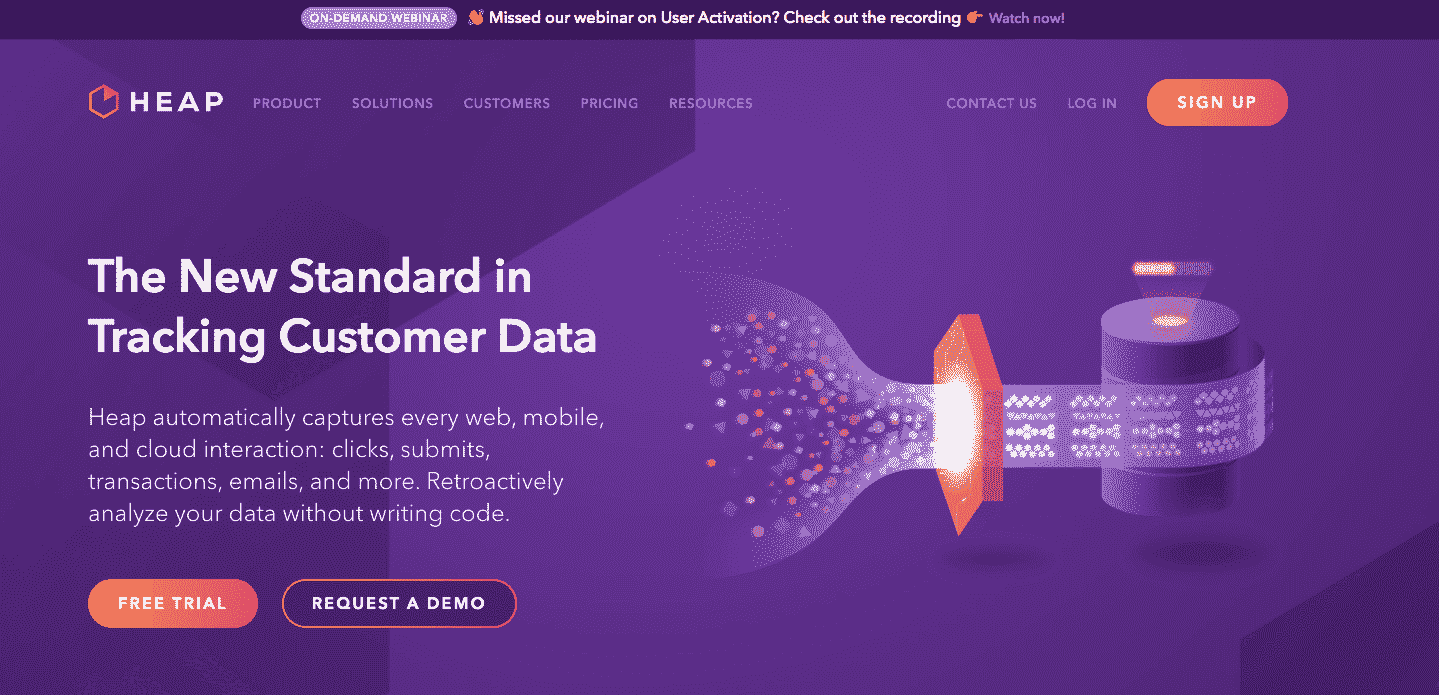 ON-DEMAND WEBINAR 👋 Missed our webinar on User Activation? Check out the recording 👉 Watch now!
HEAP PRODUCT SOLUTIONS CUSTOMERS PRICING RESOURCES CONTACT US LOG IN SIGN UP
The New Standard in
Tracking Customer Data
Heap automatically captures every web, mobile,
and cloud interaction: clicks, submits,
transactions, emails, and more. Retroactively
analyze your data without writing code.
FREE TRIAL REQUEST A DEMO